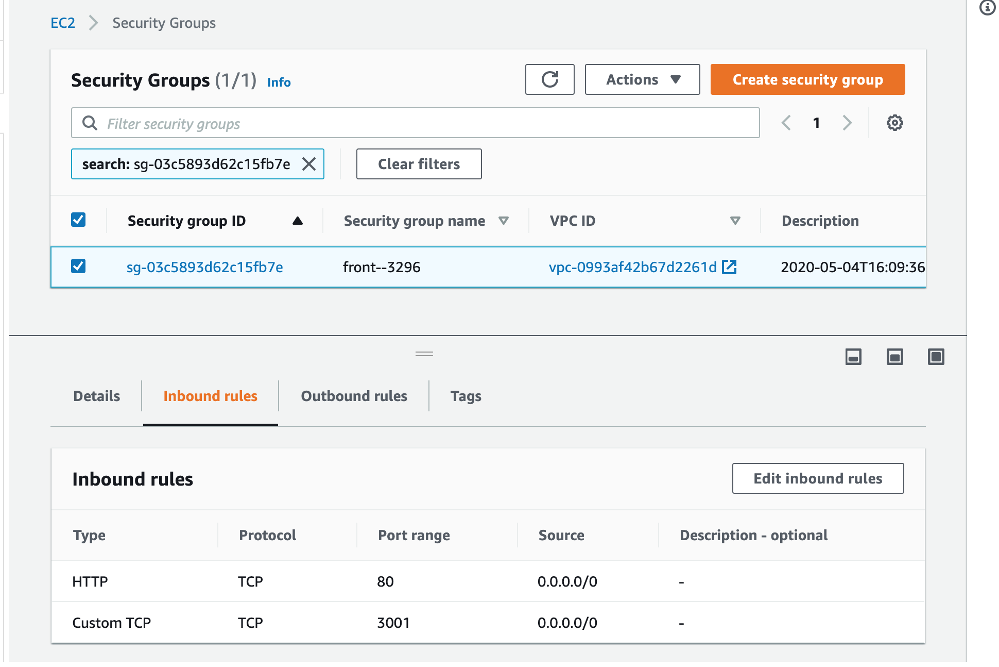 EC2 > Security Groups
Security Groups (1/1) Info
Actions
Create security group
Filter security groups
1
search: sg-03c5893d62c15fb7e
Clear filters
Security group ID Security group name VPC ID Description
sg-03c5893d62c15fb7e front--3296 vpc-0993af42b67d2261d 2020-05-04T16:09:36
Details Inbound rules Outbound rules Tags
Inbound rules
Edit inbound rules
Type Protocol Port range Source Description - optional
HTTP TCP 80 0.0.0.0/0 -
Custom TCP TCP 3001 0.0.0.0/0 -